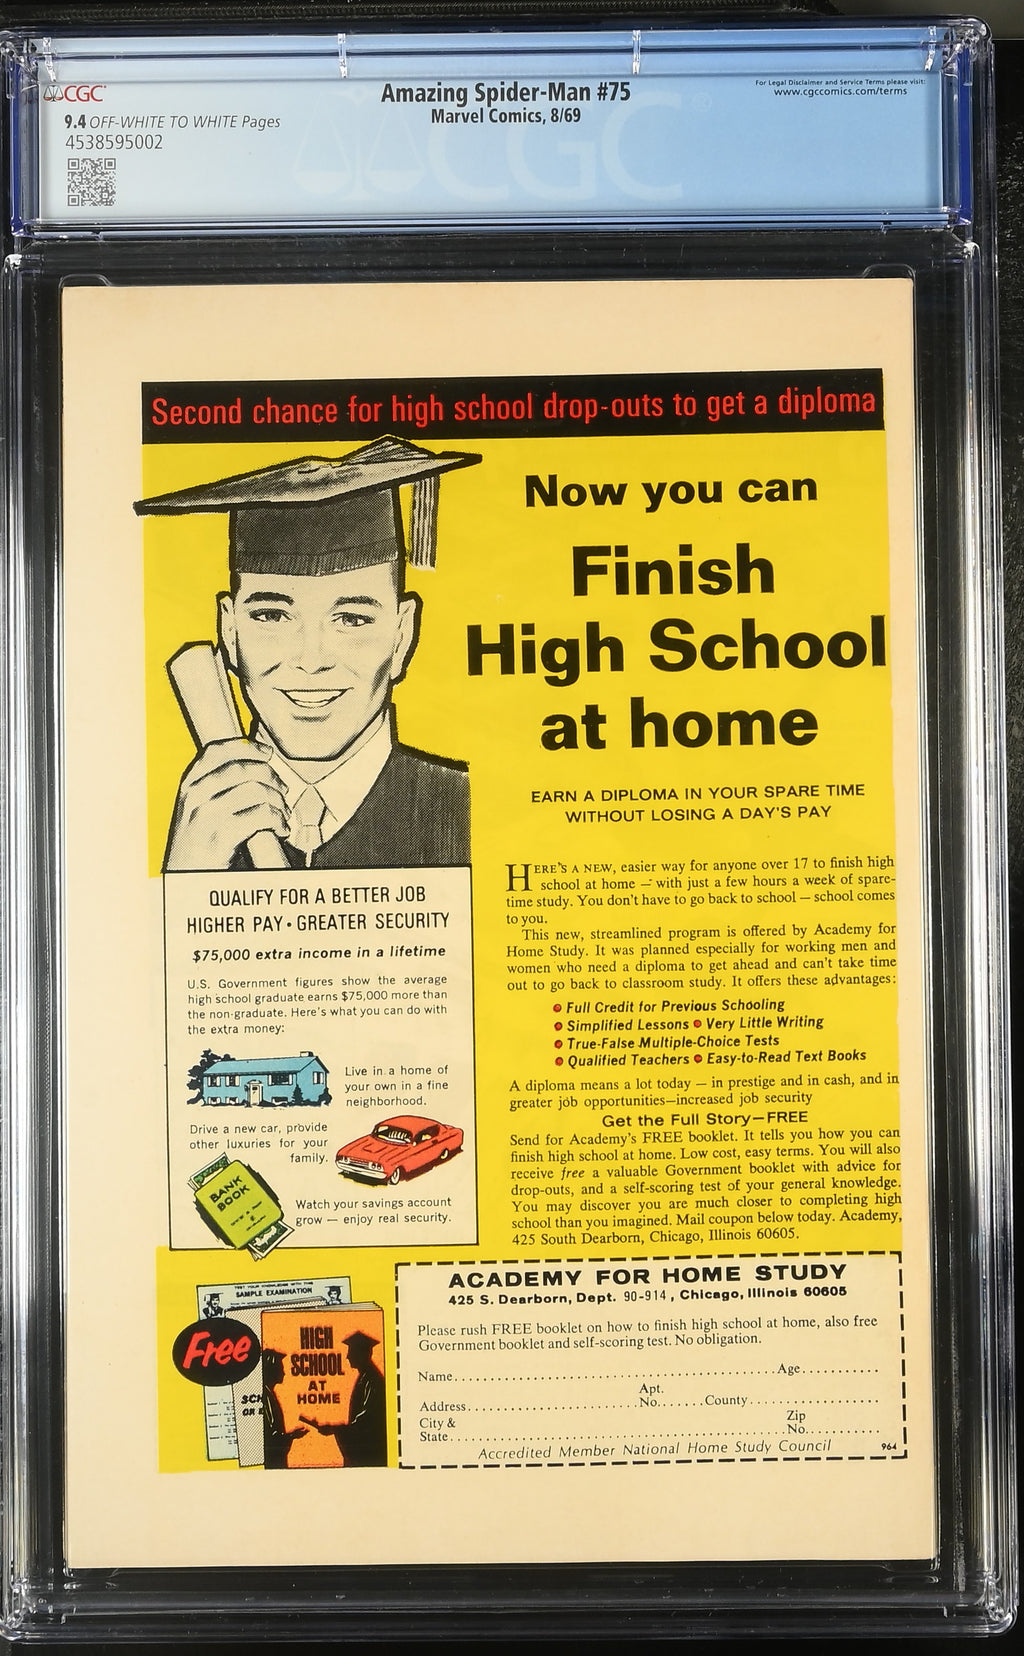 CGC
Amazing Spider-Man #75
For Legal Disclaimer and Service Terms please visit:
www.cgccomics.com/terms
9.4 OFF-WHITE TO WHITE Pages
Marvel Comics, 8/69
4538595002
CGC
Second chance for high school drop-outs to get a diploma
Now you can
Finish
High School
at home
EARN A DIPLOMA IN YOUR SPARE TIME
WITHOUT LOSING A DAY'S PAY
HERE'S A NEW, easier way for anyone over 17 to finish high
school at home — with just a few hours a week of spare-
time study. You don't have to go back to school — school comes
to you.
This new, streamlined program is offered by Academy for
Home Study. It was planned especially for working men and
women who need a diploma to get ahead and can't take time
out to go back to classroom study. It offers these advantages:
• Full Credit for Previous Schooling
• Simplified Lessons • Very Little Writing
• True-False Multiple-Choice Tests
• Qualified Teachers • Easy-to-Read Text Books
A diploma means a lot today — in prestige and in cash, and in
greater job opportunities—increased job security
Get the Full Story—FREE
Send for Academy's FREE booklet. It tells you how you can
finish high school at home. Low cost, easy terms. You will also
receive free a valuable Government booklet with advice for
drop-outs, and a self-scoring test of your general knowledge.
You may discover you are much closer to completing high
school than you imagined. Mail coupon below today. Academy,
425 South Dearborn, Chicago, Illinois 60605.
QUALIFY FOR A BETTER JOB
HIGHER PAY • GREATER SECURITY
$75,000 extra income in a lifetime
U.S. Government figures show the average
high school graduate earns $75,000 more than
the non-graduate. Here's what you can do with
the extra money:
Live in a home of
your own in a fine
neighborhood.
Drive a new car, provide
other luxuries for your
family.
BANK
BOOK
Watch your savings account
grow — enjoy real security.
TEST YOUR KNOWLEDGE WITH THIS
SAMPLE EXAMINATION
Free
HIGH
SCHOOL
AT
HOME
SCH
OR
ACADEMY FOR HOME STUDY
425 S. Dearborn, Dept. 90-914, Chicago, Illinois 60605
Please rush FREE booklet on how to finish high school at home, also free
Government booklet and self-scoring test. No obligation.
Name Age
Apt.
Address No. County
City & Zip
State No.
Accredited Member National Home Study Council 964